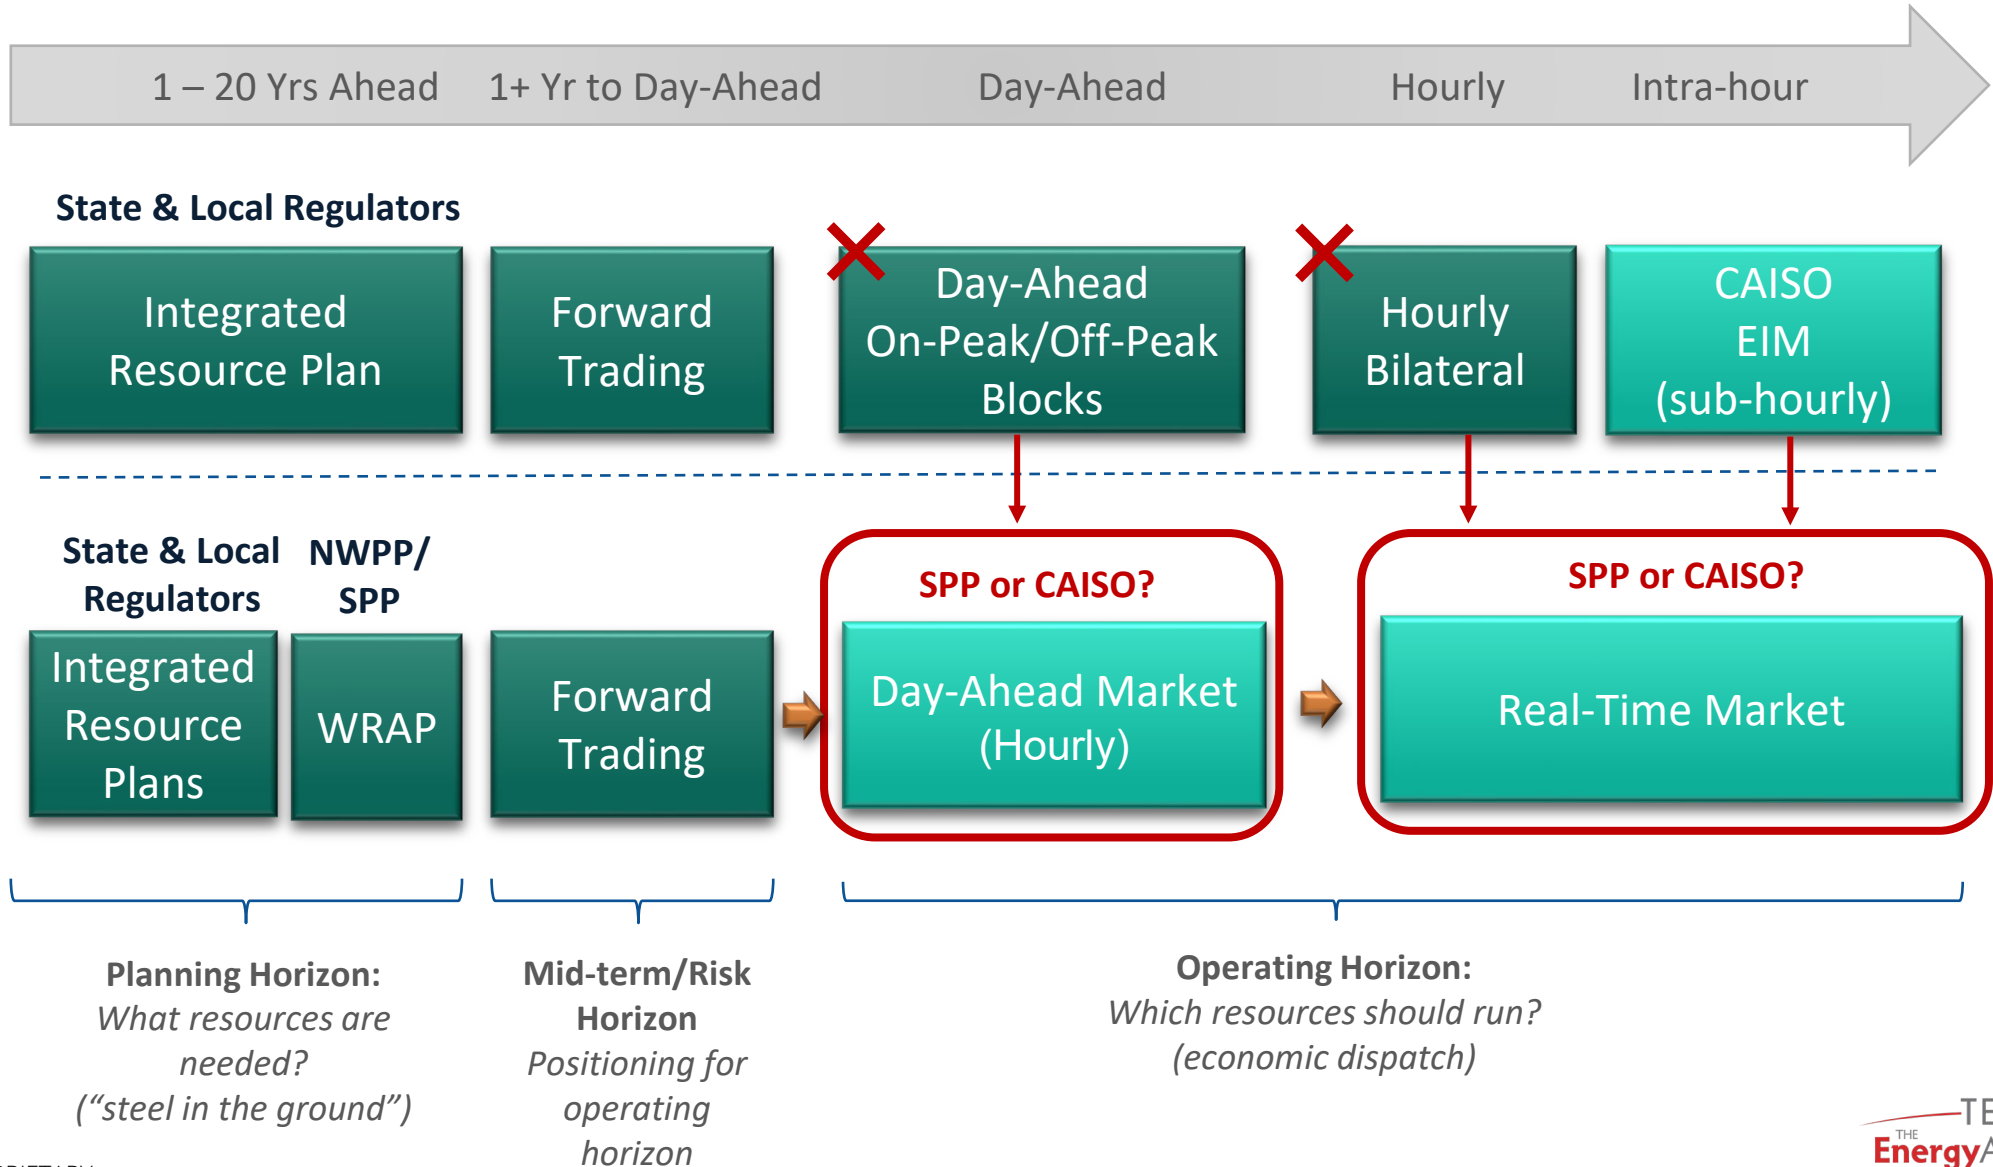 1 – 20 Yrs Ahead
1+ Yr to Day-Ahead
Day-Ahead
Hourly
Intra-hour
State & Local Regulators
Integrated
Resource Plan
Forward
Trading
Day-Ahead
On-Peak/Off-Peak
Blocks
Hourly
Bilateral
CAISO
EIM
(sub-hourly)
State & Local
Regulators
NWPP/
SPP
Integrated
Resource
Plans
WRAP
Forward
Trading
SPP or CAISO?
Day-Ahead Market
(Hourly)
SPP or CAISO?
Real-Time Market
Planning Horizon:
What resources are
needed?
(“steel in the ground”)
Mid-term/Risk
Horizon
Positioning for
operating
horizon
Operating Horizon:
Which resources should run?
(economic dispatch)
THE
Energy